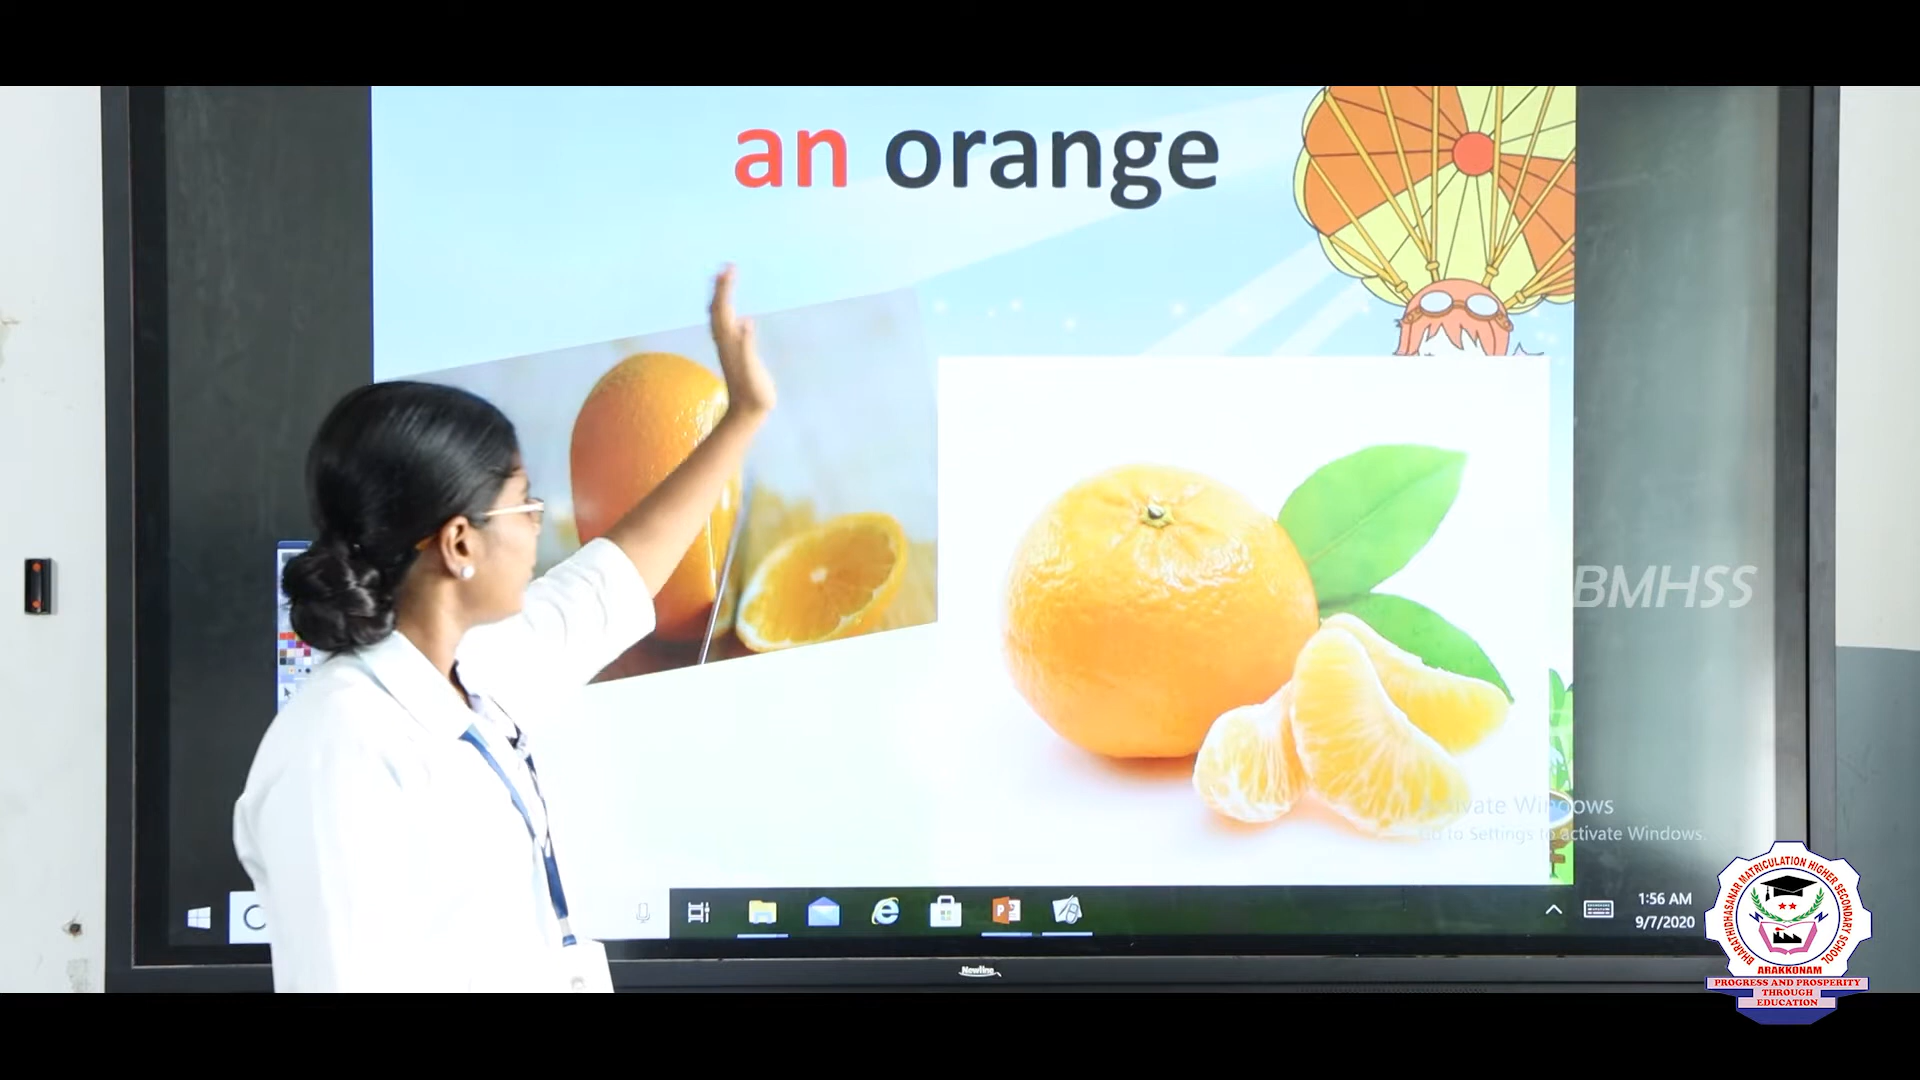 an orange
BMHSS
Activate Windows
Go to Settings to activate Windows.
1:56 AM
9/7/2020
Newline
BHARATHIDHASANAR MATRICULATION HIGHER SECONDARY SCHOOL
ARAKKONAM
PROGRESS AND PROSPERITY
THROUGH
EDUCATION